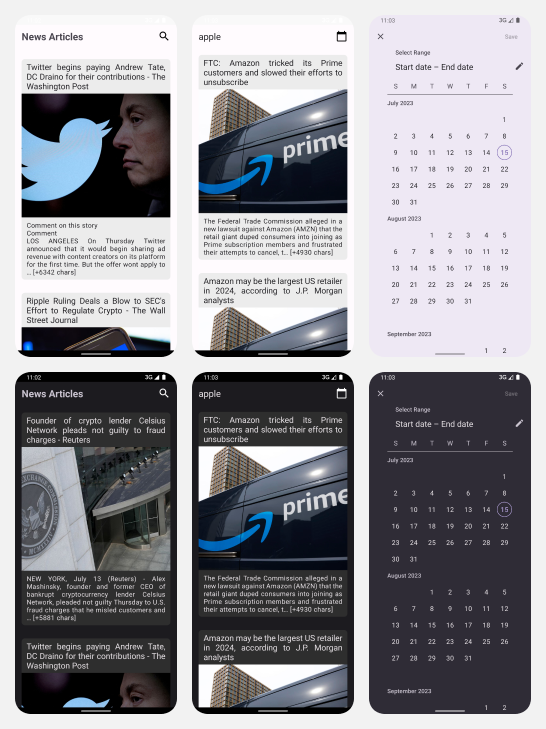 News Articles
Twitter begins paying Andrew Tate,
DC Draino for their contributions - The
Washington Post
Comment on this story
Comment
LOS ANGELES On Thursday Twitter
announced that it would begin sharing ad
revenue with content creators on its platform
for the first time. But the offer wont apply to
... [+6342 chars]
Ripple Ruling Deals a Blow to SEC's
Effort to Regulate Crypto - The Wall
Street Journal
apple
FTC: Amazon tricked its Prime
customers and slowed their efforts to
unsubscribe
prime
The Federal Trade Commission alleged in a
new lawsuit against Amazon (AMZN) that the
retail giant duped consumers into joining as
Prime subscription members and frustrated
their attempts to cancel, t... [+4930 chars]
Amazon may be the largest US retailer
in 2024, according to J.P. Morgan
analysts
11:03 3G
Save
Select Range
Start date – End date
S M T W T F S
July 2023
1
2 3 4 5 6 7 8
9 10 11 12 13 14 15
16 17 18 19 20 21 22
23 24 25 26 27 28 29
30 31
August 2023
1 2 3 4 5
6 7 8 9 10 11 12
13 14 15 16 17 18 19
20 21 22 23 24 25 26
27 28 29 30 31
September 2023
1 2
11:02 3G
News Articles
Founder of crypto lender Celsius
Network pleads not guilty to fraud
charges - Reuters
NEW YORK, July 13 (Reuters) - Alex
Mashinsky, founder and former CEO of
bankrupt cryptocurrency lender Celsius
Network, pleaded not guilty Thursday to U.S.
fraud charges that he misled customers and
... [+5881 chars]
Twitter begins paying Andrew Tate,
DC Draino for their contributions - The
Washington Post
11:03 3G
apple
FTC: Amazon tricked its Prime
customers and slowed their efforts to
unsubscribe
prime
The Federal Trade Commission alleged in a
new lawsuit against Amazon (AMZN) that the
retail giant duped consumers into joining as
Prime subscription members and frustrated
their attempts to cancel, t... [+4930 chars]
Amazon may be the largest US retailer
in 2024, according to J.P. Morgan
analysts
11:03 3G
Save
Select Range
Start date – End date
S M T W T F S
July 2023
1
2 3 4 5 6 7 8
9 10 11 12 13 14 15
16 17 18 19 20 21 22
23 24 25 26 27 28 29
30 31
August 2023
1 2 3 4 5
6 7 8 9 10 11 12
13 14 15 16 17 18 19
20 21 22 23 24 25 26
27 28 29 30 31
September 2023
1 2